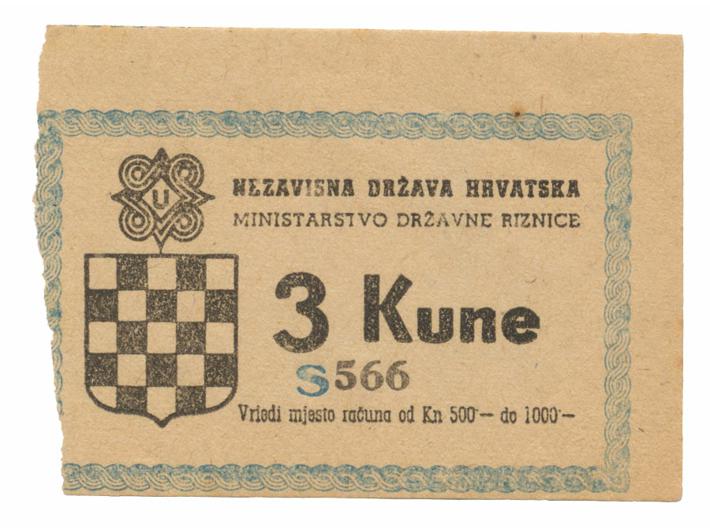 U
NEZAVISNA DRŽAVA HRVATSKA
MINISTARSTVO DRŽAVNE RIZNICE
3 Kune
S566
Vriedi mjesto računa od Kn 500·— do 1000·—